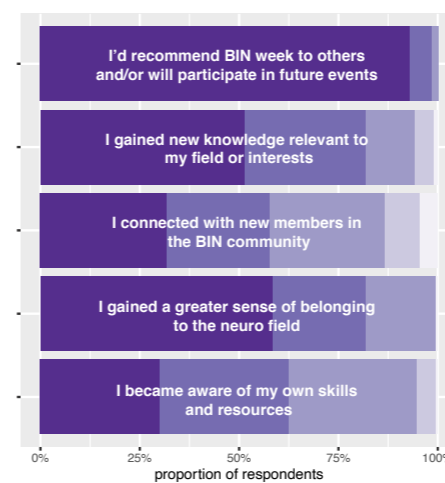 I'd recommend BIN week to others
and/or will participate in future events
I gained new knowledge relevant to
my field or interests
I connected with new members in
the BIN community
I gained a greater sense of belonging
to the neuro field
I became aware of my own skills
and resources
0% 25% 50% 75% 100%
proportion of respondents